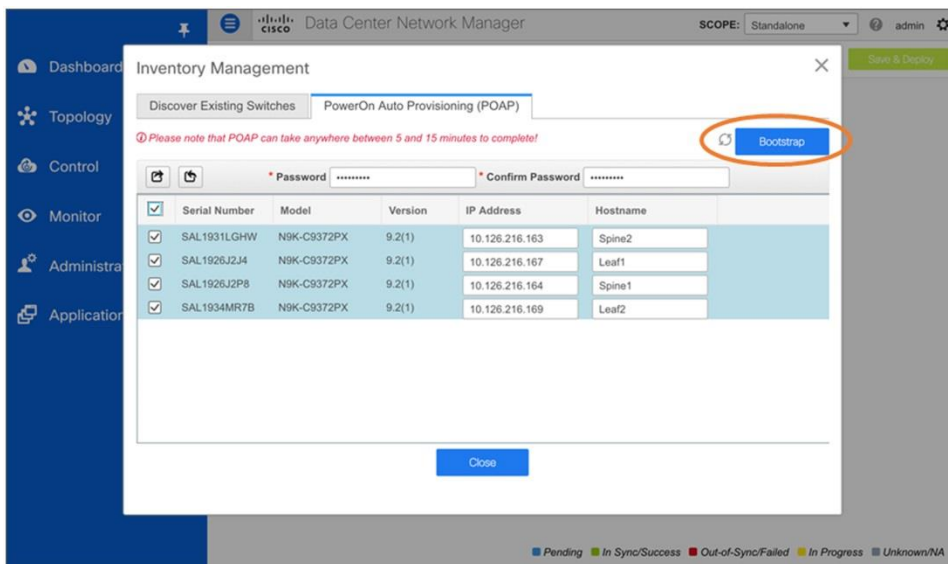 CISCO Data Center Network Manager SCOPE: Standalone admin
Save & Deploy
Dashboard
Topology
Control
Monitor
Administra
Application
Inventory Management
Discover Existing Switches PowerOn Auto Provisioning (POAP)
Please note that POAP can take anywhere between 5 and 15 minutes to complete!
Bootstrap
* Password ········· * Confirm Password ·········
Serial Number Model Version IP Address Hostname
SAL1931LGHW N9K-C9372PX 9.2(1) 10.126.216.163 Spine2
SAL1926J2J4 N9K-C9372PX 9.2(1) 10.126.216.167 Leaf1
SAL1926J2P8 N9K-C9372PX 9.2(1) 10.126.216.164 Spine1
SAL1934MR7B N9K-C9372PX 9.2(1) 10.126.216.169 Leaf2
Close
Pending In Sync/Success Out-of-Sync/Failed In Progress Unknown/NA